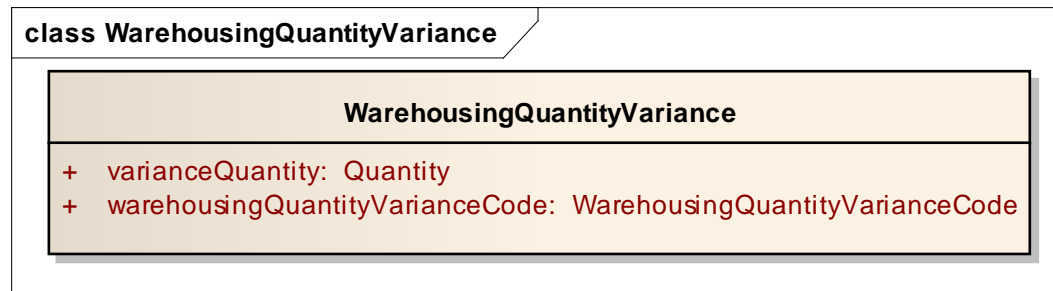 class WarehousingQuantityVariance
WarehousingQuantityVariance
+ varianceQuantity: Quantity
+ warehousingQuantityVarianceCode: WarehousingQuantityVarianceCode